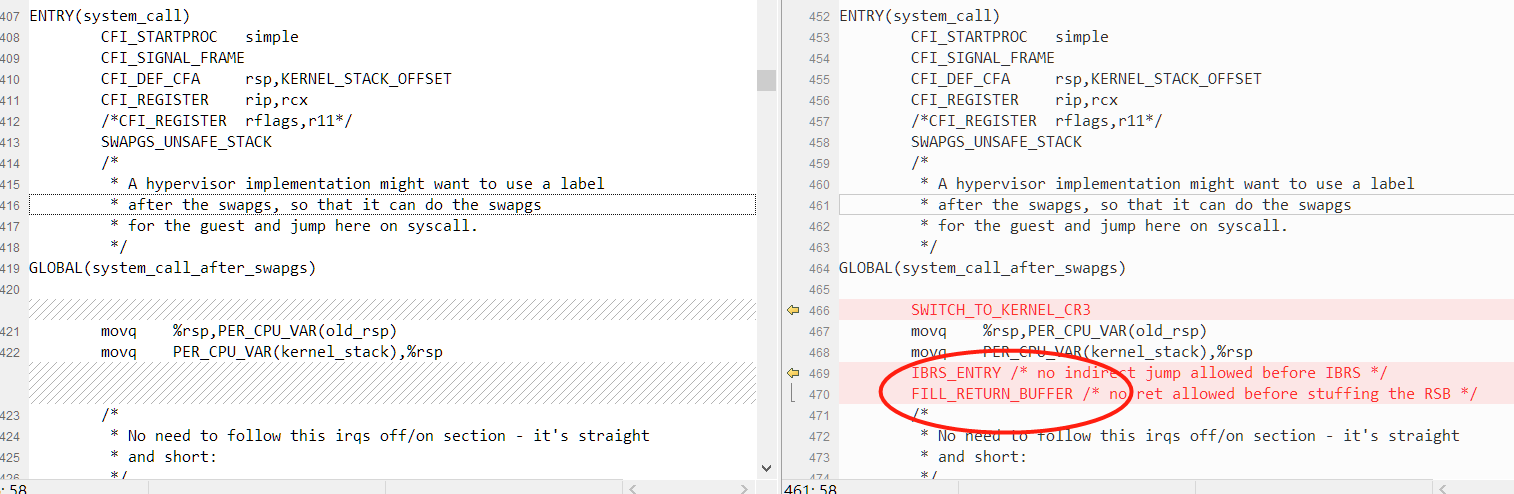 407 ENTRY(system_call)
408 CFI_STARTPROC simple
409 CFI_SIGNAL_FRAME
410 CFI_DEF_CFA rsp,KERNEL_STACK_OFFSET
411 CFI_REGISTER rip,rcx
412 /*CFI_REGISTER rflags,r11*/
413 SWAPGS_UNSAFE_STACK
414 /*
415 * A hypervisor implementation might want to use a label
416 * after the swapgs, so that it can do the swapgs
417 * for the guest and jump here on syscall.
418 */
419 GLOBAL(system_call_after_swapgs)
420
421 movq %rsp,PER_CPU_VAR(old_rsp)
422 movq PER_CPU_VAR(kernel_stack),%rsp
423 /*
424 * No need to follow this irqs off/on section - it's straight
425 * and short:
426 */
: 58
452 ENTRY(system_call)
453 CFI_STARTPROC simple
454 CFI_SIGNAL_FRAME
455 CFI_DEF_CFA rsp,KERNEL_STACK_OFFSET
456 CFI_REGISTER rip,rcx
457 /*CFI_REGISTER rflags,r11*/
458 SWAPGS_UNSAFE_STACK
459 /*
460 * A hypervisor implementation might want to use a label
461 * after the swapgs, so that it can do the swapgs
462 * for the guest and jump here on syscall.
463 */
464 GLOBAL(system_call_after_swapgs)
465
466 SWITCH_TO_KERNEL_CR3
467 movq %rsp,PER_CPU_VAR(old_rsp)
468 movq PER_CPU_VAR(kernel_stack),%rsp
469 IBRS_ENTRY /* no indirect jump allowed before IBRS */
470 FILL_RETURN_BUFFER /* no ret allowed before stuffing the RSB */
471 /*
472 * No need to follow this irqs off/on section - it's straight
473 * and short:
474 */
461: 58